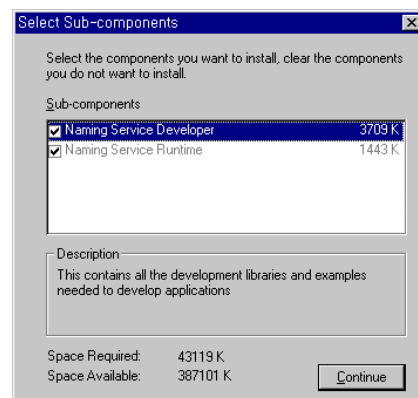 Select Sub-components
Select the components you want to install, clear the components
you do not want to install.
Sub-components
Naming Service Developer 3709 K
Naming Service Runtime 1443 K
Description
This contains all the development libraries and examples
needed to develop applications
Space Required: 43119 K
Space Available: 387101 K
Continue